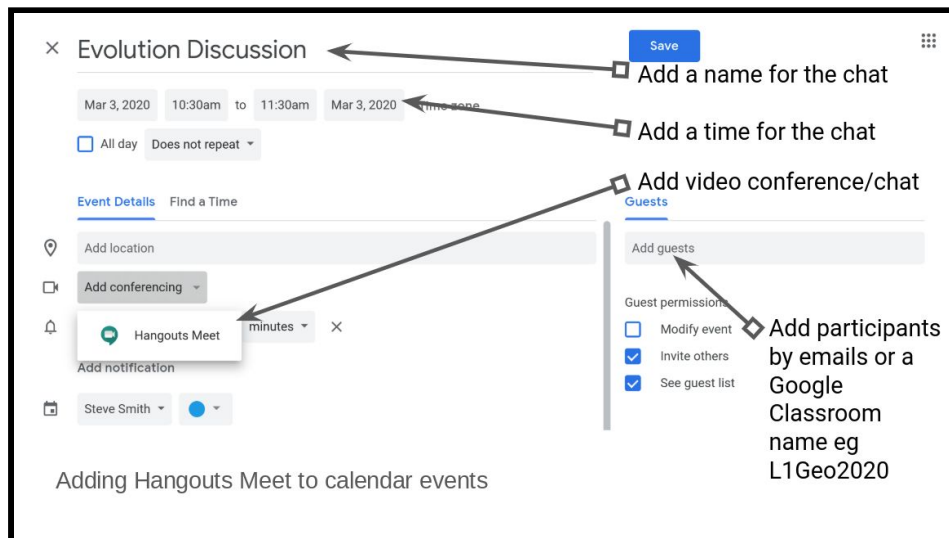 Evolution Discussion
Save
Add a name for the chat
Mar 3, 2020 10:30am to 11:30am Mar 3, 2020 Time zone
Add a time for the chat
All day Does not repeat
Add video conference/chat
Event Details Find a Time
Guests
Add location
Add guests
Add conferencing
Guest permissions
Hangouts Meet
minutes
Modify event
Add participants
by emails or a
Google
Classroom
name eg
L1Geo2020
Invite others
Add notification
See guest list
Steve Smith
Adding Hangouts Meet to calendar events